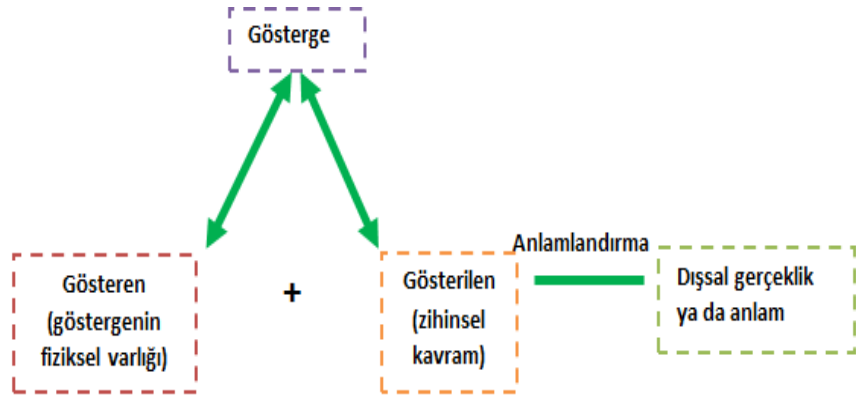 Gösterge
Anlamlandırma
Gösteren
(göstergenin
fiziksel varlığı)
+
Gösterilen
(zihinsel
kavram)
Dışsal gerçeklik
ya da anlam